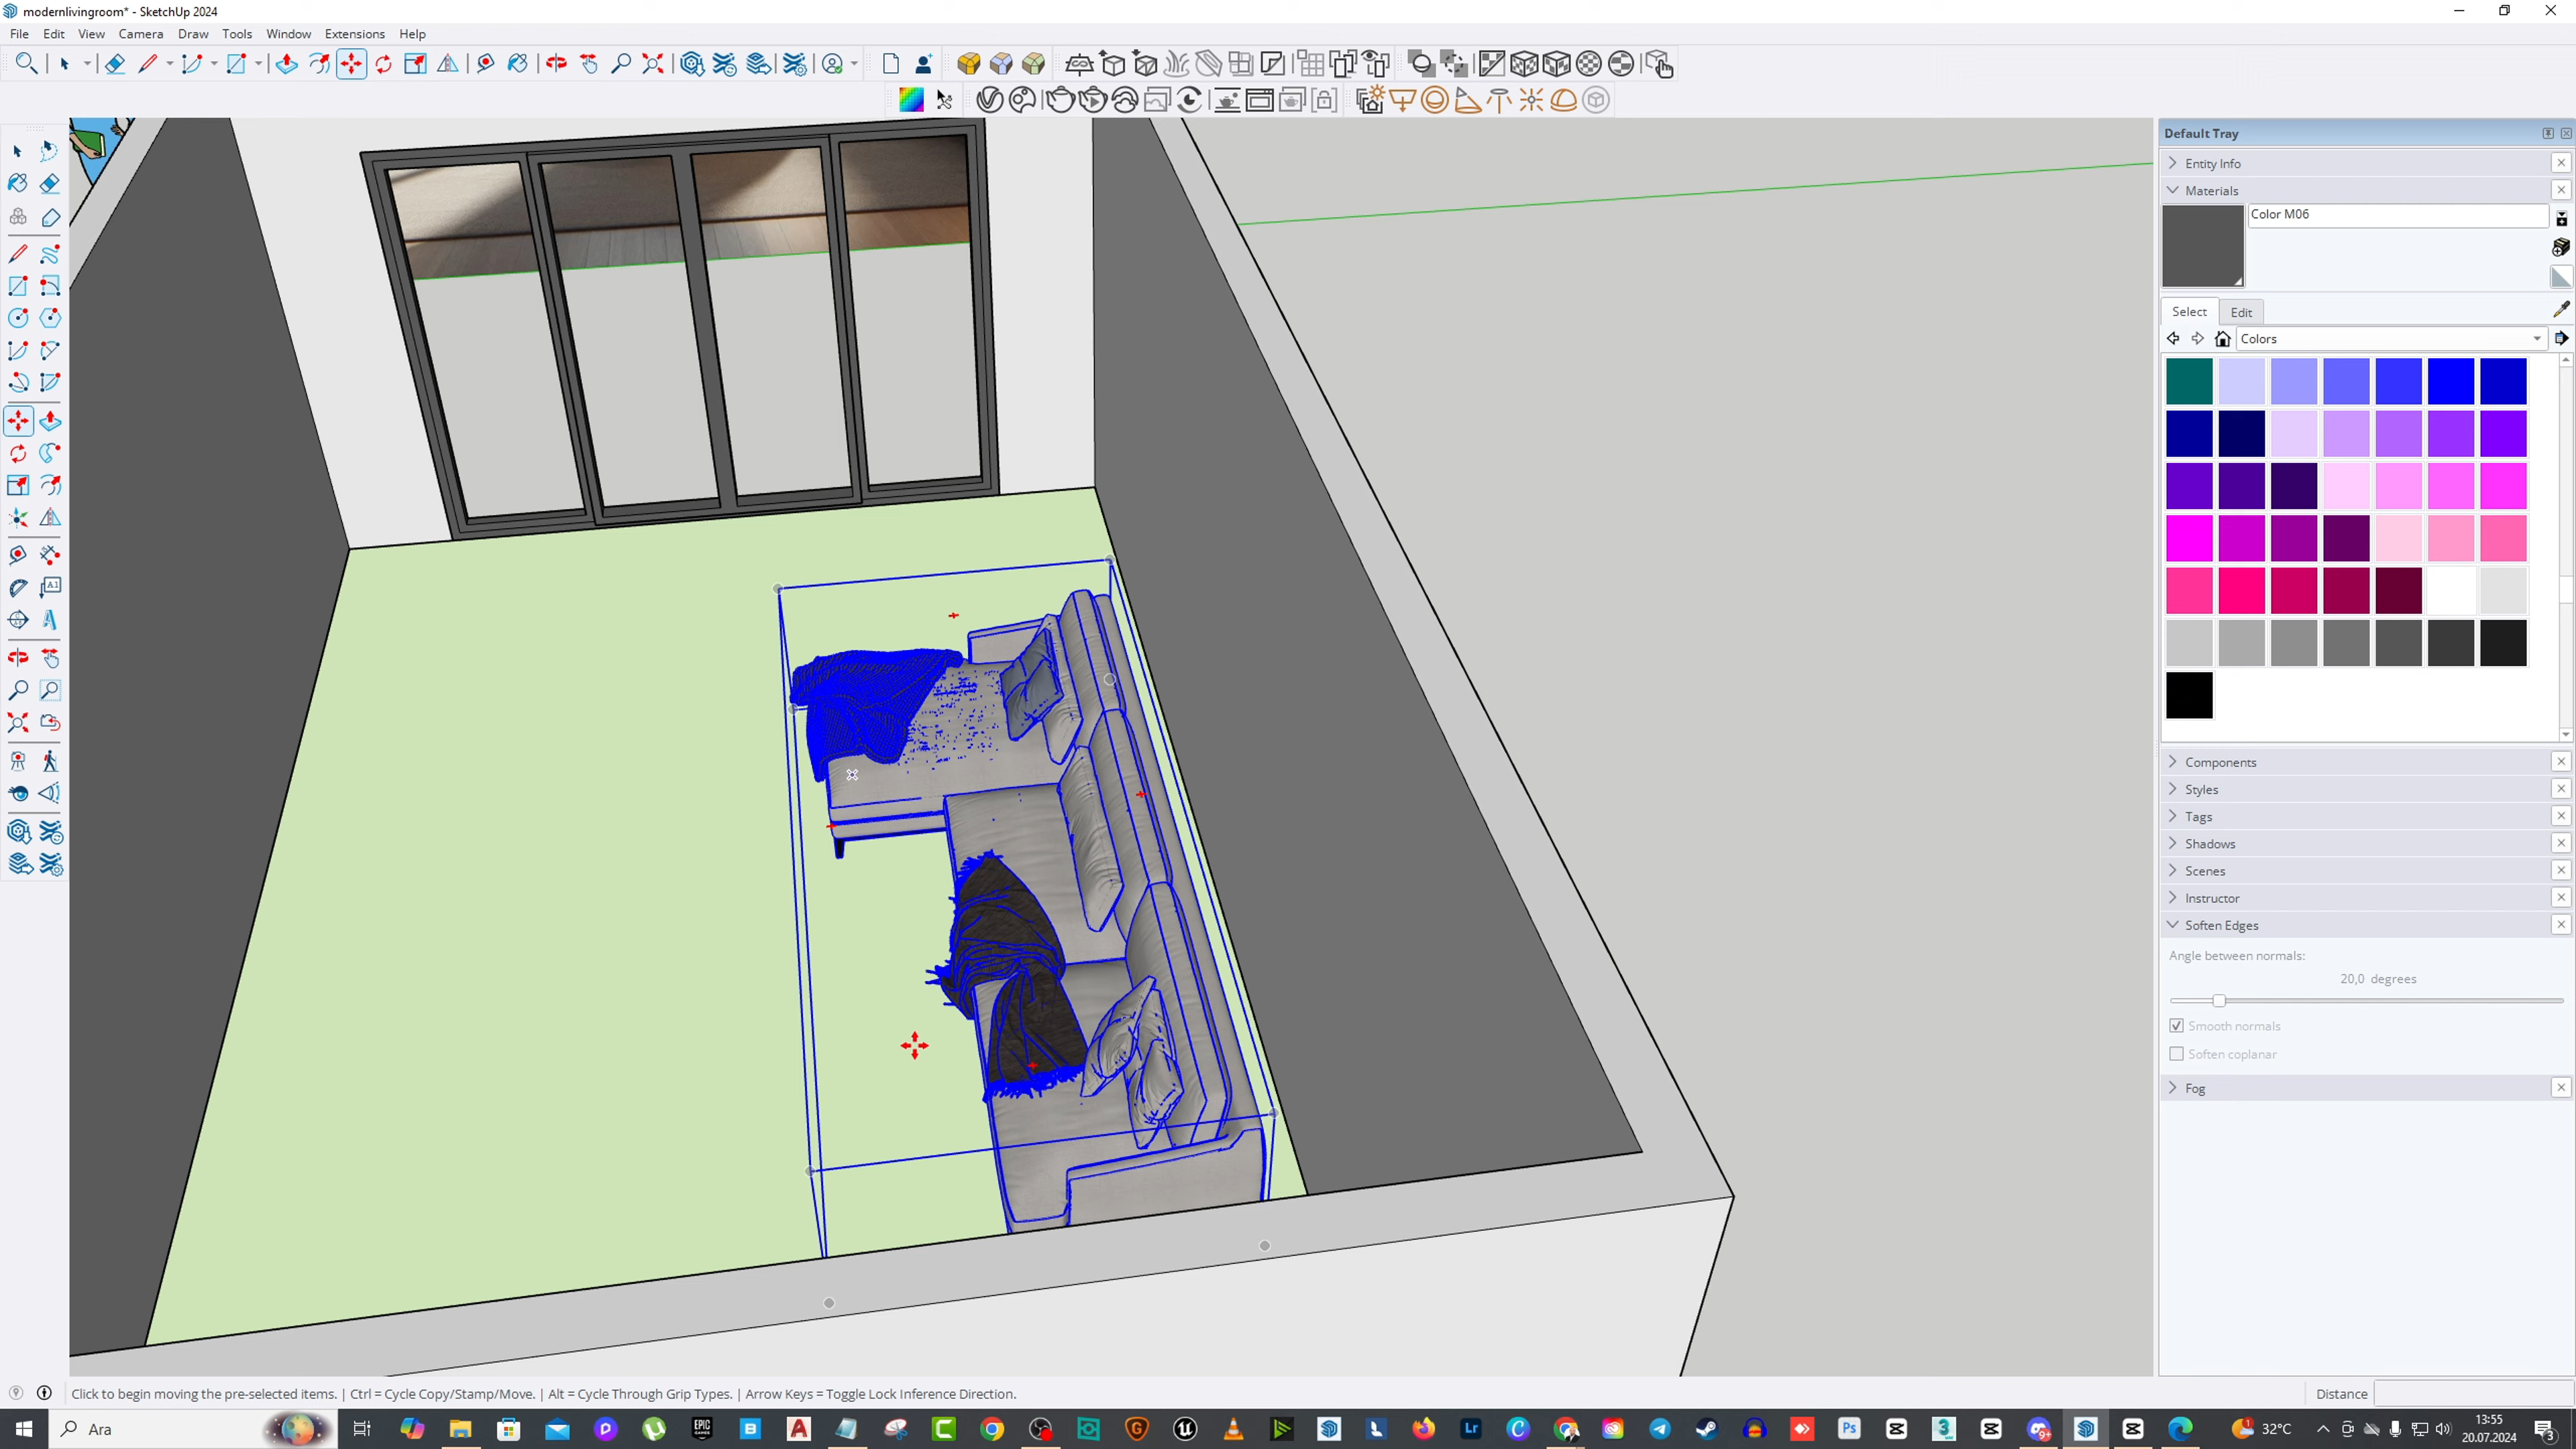 modernlivingroom* - SketchUp 2024
File Edit View Camera Draw Tools Window Extensions Help
Default Tray
Entity Info
Materials
Color M06
Select Edit
Colors
Components
Styles
Tags
Shadows
Scenes
Instructor
Soften Edges
Angle between normals:
20,0 degrees
Smooth normals
Soften coplanar
Fog
Click to begin moving the pre-selected items. | Ctrl = Cycle Copy/Stamp/Move. | Alt = Cycle Through Grip Types. | Arrow Keys = Toggle Lock Inference Direction.
Distance
Ara
32°C
13:55
20.07.2024